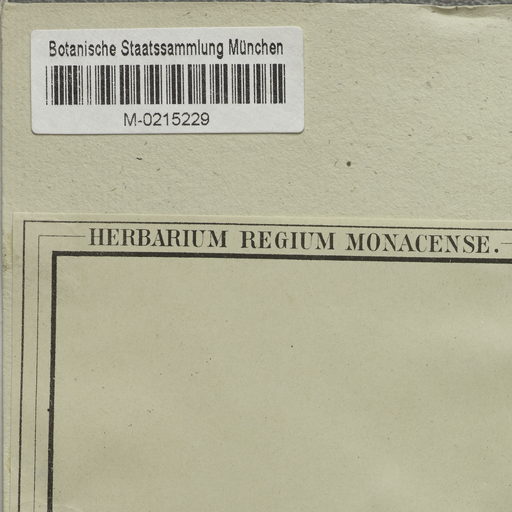 Botanische Staatssammlung München
M-0215229
HERBARIUM REGIUM MONACENSE.